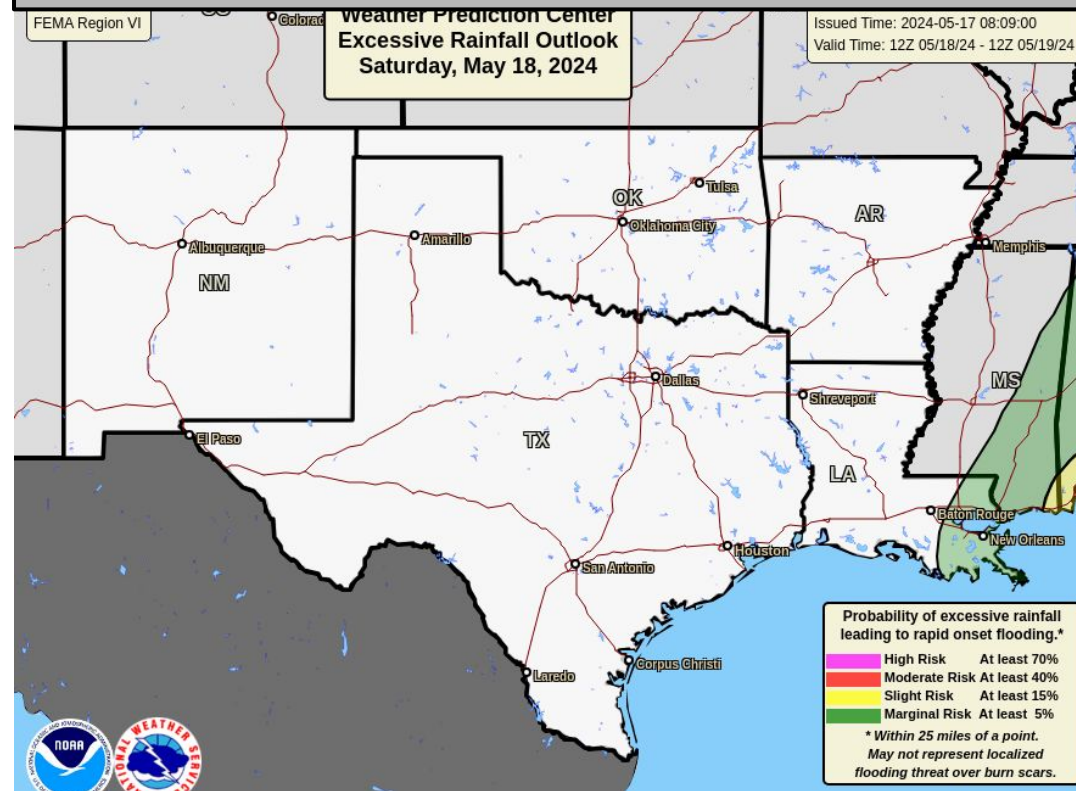 FEMA Region VI
Weather Prediction Center
Excessive Rainfall Outlook
Saturday, May 18, 2024
Issued Time: 2024-05-17 08:09:00
Valid Time: 12Z 05/18/24 - 12Z 05/19/24
Tulsa
OK
Oklahoma City
AR
Albuquerque
Amarillo
Memphis
NM
Dallas
MS
Shreveport
El Paso
TX
LA
Baton Rouge
New Orleans
Houston
San Antonio
Corpus Christi
Laredo
Probability of excessive rainfall
leading to rapid onset flooding.*
High Risk At least 70%
Moderate Risk At least 40%
Slight Risk At least 15%
Marginal Risk At least 5%
* Within 25 miles of a point.
May not represent localized
flooding threat over burn scars.
NOAA